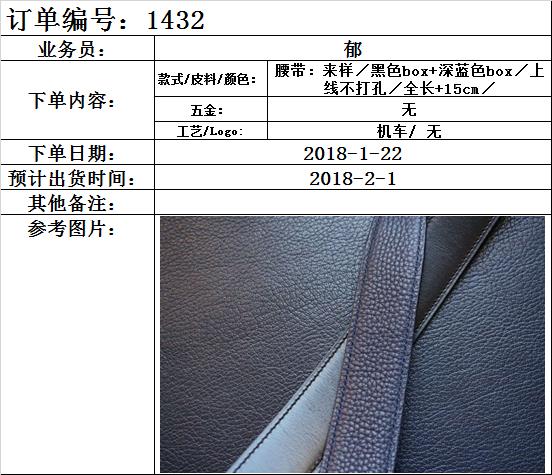 订单编号：1432
业务员：
郁
下单内容：
款式/皮料/颜色：
腰带：来样／黑色box+深蓝色box／上
线不打孔／全长+15cm／
五金：
无
工艺/Logo:
机车/ 无
下单日期：
2018-1-22
预计出货时间：
2018-2-1
其他备注：
参考图片：